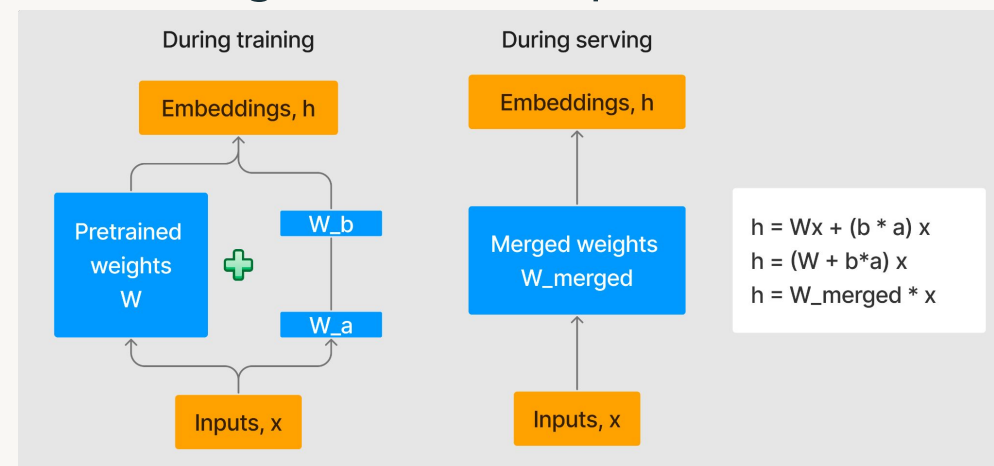 During training
During serving
Embeddings, h
Embeddings, h
Pretrained
weights
W
W_b
W_a
Merged weights
W_merged
h = Wx + (b * a) x
h = (W + b*a) x
h = W_merged * x
Inputs, x
Inputs, x